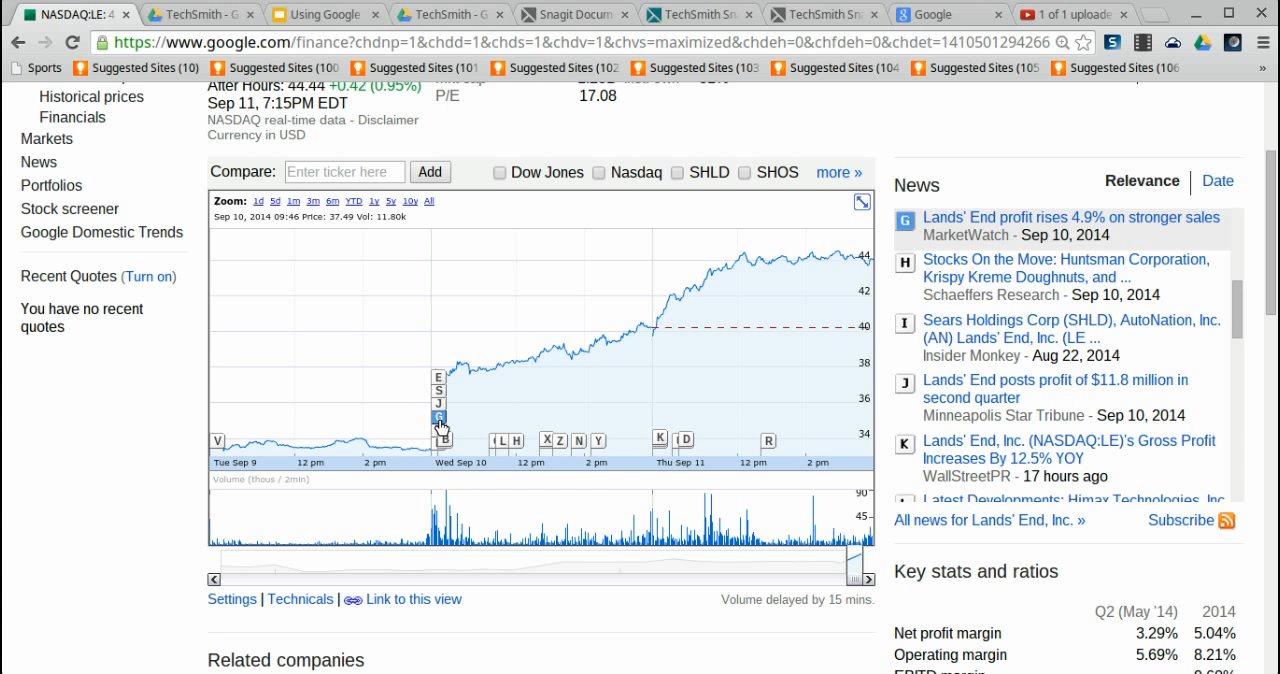 NASDAQ:LE: 4
TechSmith - G
Using Google
TechSmith - G
Snagit Docum
TechSmith Sn
TechSmith Sn
Google
1 of 1 uploade
https://www.google.com/finance?chdnp=1&chdd=1&chds=1&chdv=1&chvs=maximized&chdeh=0&chfdeh=0&chdet=1410501294266
Sports
Suggested Sites (10)
Suggested Sites (100
Suggested Sites (101
Suggested Sites (102
Suggested Sites (103
Suggested Sites (104
Suggested Sites (105
Suggested Sites (106
»
Historical prices
Financials
Markets
News
Portfolios
Stock screener
Google Domestic Trends
Recent Quotes (Turn on)
You have no recent
quotes
After Hours: 44.44 +0.42 (0.95%)
Sep 11, 7:15PM EDT
NASDAQ real-time data - Disclaimer
Currency in USD
P/E 17.08
Compare: Enter ticker here Add Dow Jones Nasdaq SHLD SHOS more »
Zoom: 1d 5d 1m 3m 6m YTD 1y 5y 10y All
Sep 10, 2014 09:46 Price: 37.49 Vol: 11.80k
44
42
40
38
36
34
E
S
J
G
V
B
L
H
X
Z
N
Y
K
D
R
Tue Sep 9 12 pm 2 pm Wed Sep 10 12 pm 2 pm Thu Sep 11 12 pm 2 pm
Volume (thous / 2min)
90
45
Settings | Technicals | Link to this view
Volume delayed by 15 mins.
Related companies
News
Relevance | Date
G Lands' End profit rises 4.9% on stronger sales
MarketWatch - Sep 10, 2014
H Stocks On the Move: Huntsman Corporation,
Krispy Kreme Doughnuts, and ...
Schaeffers Research - Sep 10, 2014
I Sears Holdings Corp (SHLD), AutoNation, Inc.
(AN) Lands' End, Inc. (LE ...
Insider Monkey - Aug 22, 2014
J Lands' End posts profit of $11.8 million in
second quarter
Minneapolis Star Tribune - Sep 10, 2014
K Lands' End, Inc. (NASDAQ:LE)'s Gross Profit
Increases By 12.5% YOY
WallStreetPR - 17 hours ago
Latest Developments: Himax Technologies, Inc
All news for Lands' End, Inc. »
Subscribe
Key stats and ratios
Q2 (May '14) 2014
Net profit margin 3.29% 5.04%
Operating margin 5.69% 8.21%